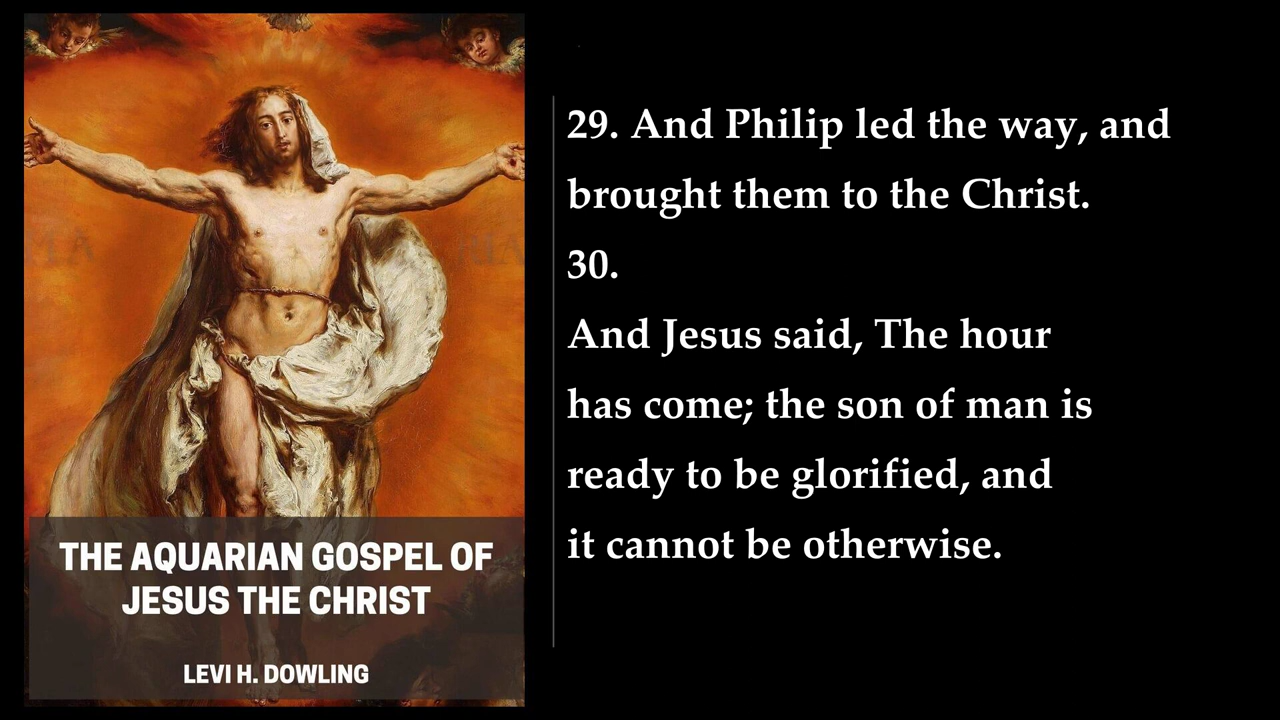 THE AQUARIAN GOSPEL OF
JESUS THE CHRIST
LEVI H. DOWLING
29. And Philip led the way, and
brought them to the Christ.
30.
And Jesus said, The hour
has come; the son of man is
ready to be glorified, and
it cannot be otherwise.